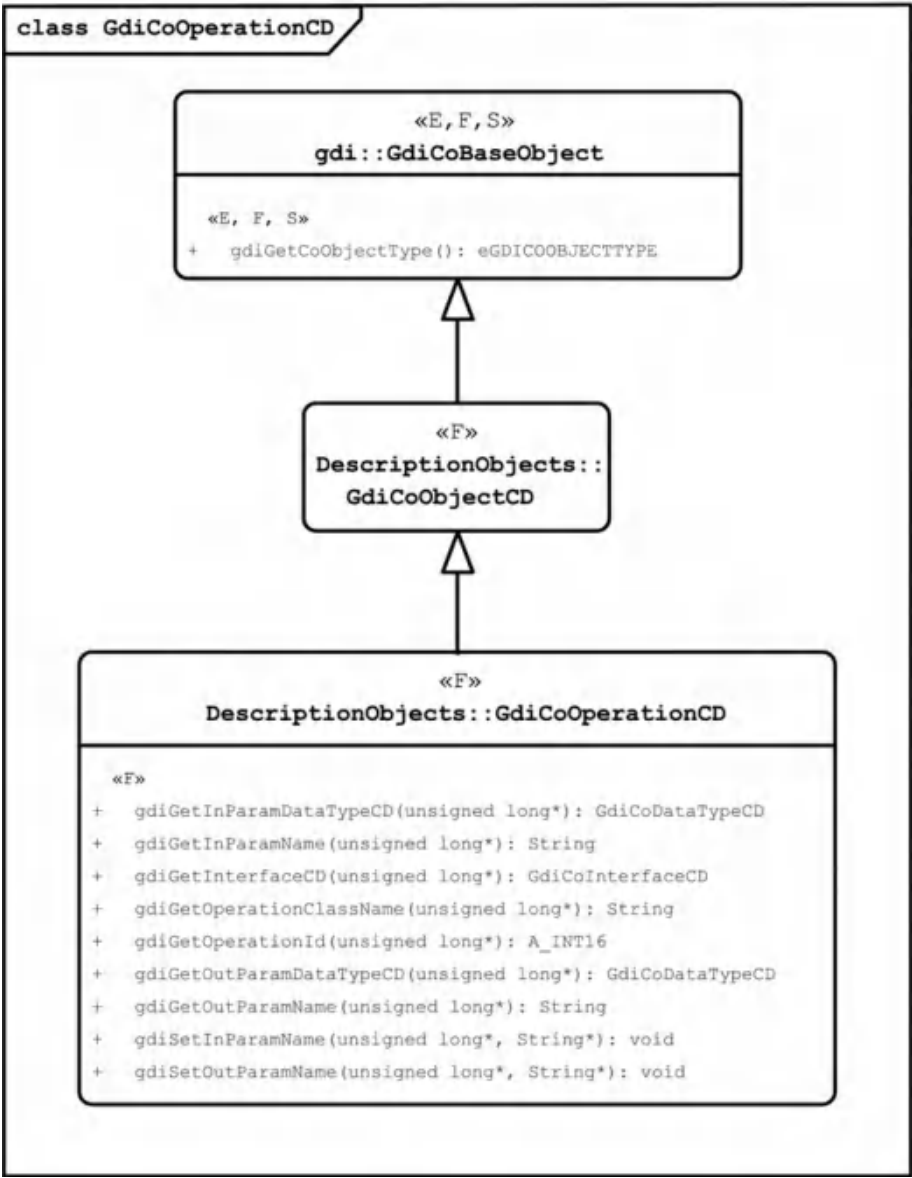 class GdiCoOperationCD
«E,F,S»
gdi::GdiCoBaseObject
«E, F, S»
+ gdiGetCoObjectType(): eGDICOOBJECTTYPE
«F»
DescriptionObjects::
GdiCoObjectCD
«F»
DescriptionObjects::GdiCoOperationCD
«F»
+ gdiGetInParamDataTypeCD(unsigned long*): GdiCoDataTypeCD
+ gdiGetInParamName(unsigned long*): String
+ gdiGetInterfaceCD(unsigned long*): GdiCoInterfaceCD
+ gdiGetOperationClassName(unsigned long*): String
+ gdiGetOperationId(unsigned long*): A_INT16
+ gdiGetOutParamDataTypeCD(unsigned long*): GdiCoDataTypeCD
+ gdiGetOutParamName(unsigned long*): String
+ gdiSetInParamName(unsigned long*, String*): void
+ gdiSetOutParamName(unsigned long*, String*): void